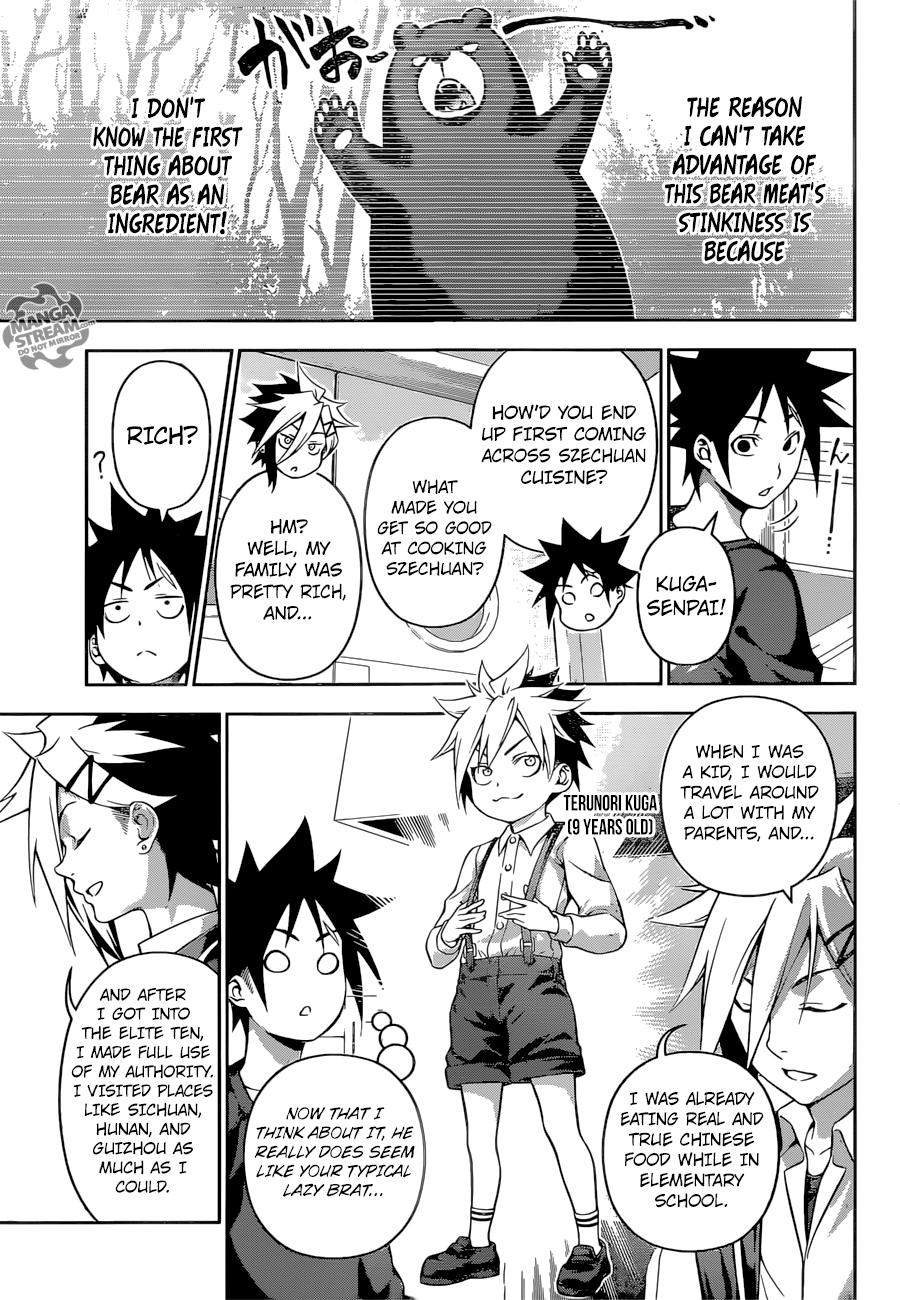 THE REASON
I CAN'T TAKE
ADVANTAGE OF
THIS BEAR MEAT'S
STINKINESS IS
BECAUSE
がおー
I DON'T
KNOW THE FIRST
THING ABOUT
BEAR AS AN
INGREDIENT!
MANGA
STREAM.com
DO NOT MIRROR
ん
KUGA-
SENPAI!
HOW'D YOU END
UP FIRST COMING
ACROSS SZECHUAN
CUISINE?
WHAT
MADE YOU
GET SO GOOD
AT COOKING
SZECHUAN?
HM?
WELL, MY
FAMILY WAS
PRETTY RICH,
AND...
RICH?
?
WHEN I WAS
A KID, I WOULD
TRAVEL AROUND
A LOT WITH MY
PARENTS, AND...
TERUNORI KUGA
(9 YEARS OLD)
I WAS ALREADY
EATING REAL AND
TRUE CHINESE
FOOD WHILE IN
ELEMENTARY
SCHOOL.
NOW THAT I
THINK ABOUT IT, HE
REALLY DOES SEEM
LIKE YOUR TYPICAL
LAZY BRAT...
AND AFTER
I GOT INTO
THE ELITE TEN,
I MADE FULL USE
OF MY AUTHORITY.
I VISITED PLACES
LIKE SICHUAN,
HUNAN, AND
GUIZHOU AS
MUCH AS I
COULD.